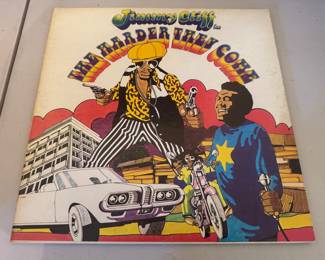 Jimmy Cliff in
THE HARDER THEY COME